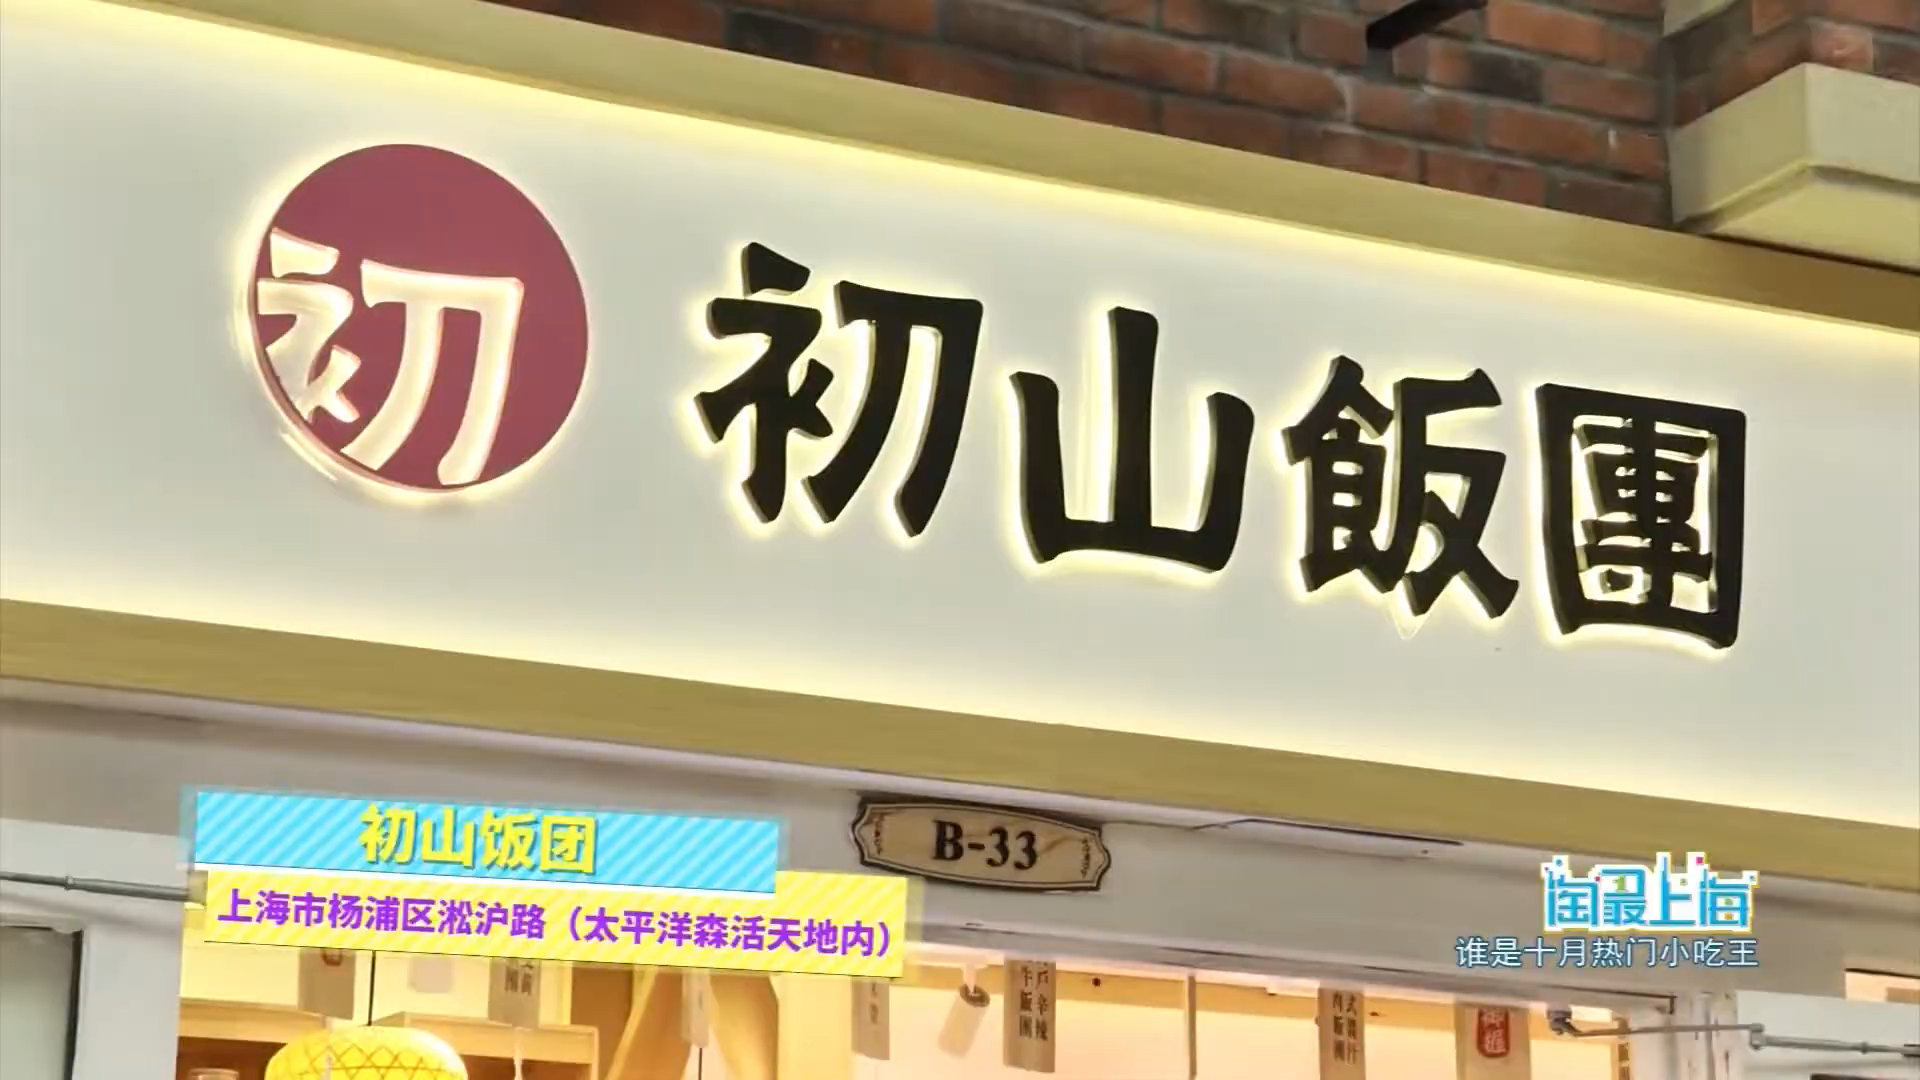 初
初山飯團
初山饭团
B-33
上海市杨浦区淞沪路（太平洋森活天地内）
淘最上海
谁是十月热门小吃王